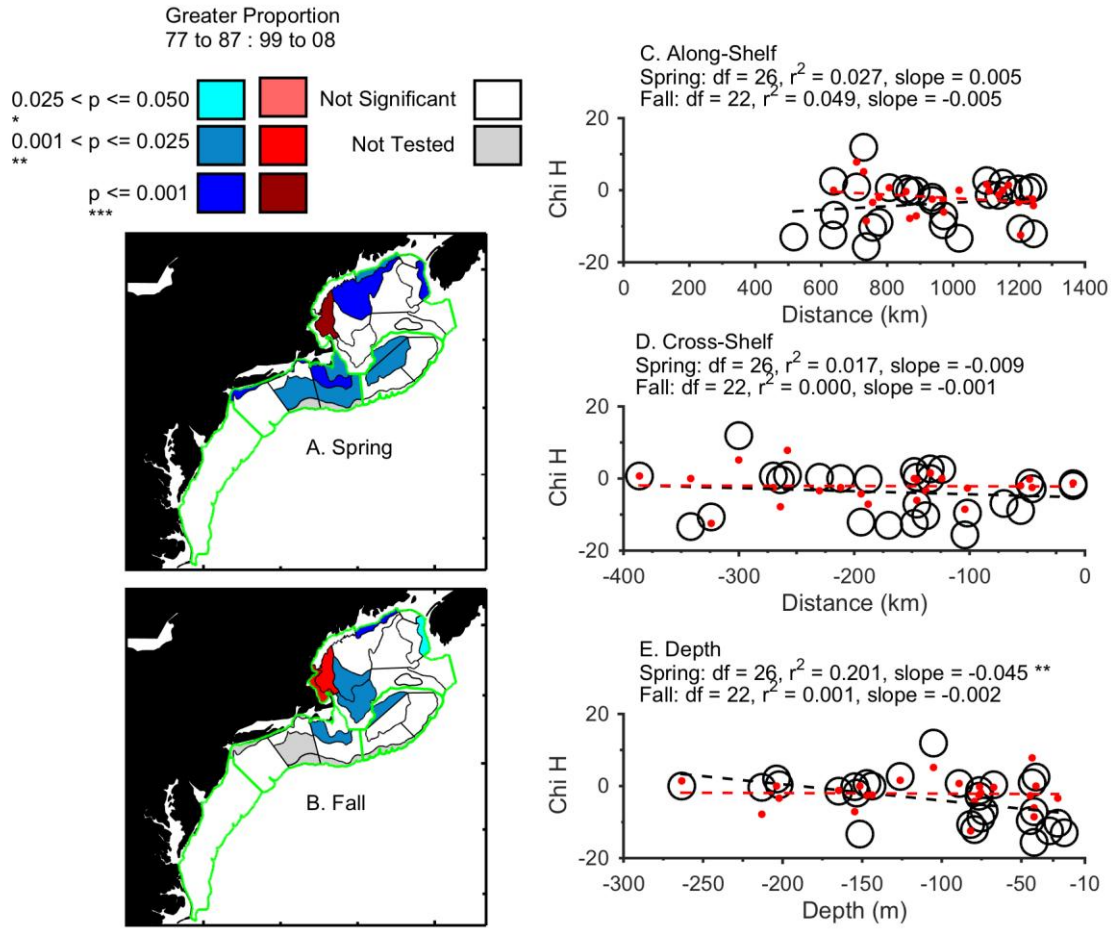 Greater Proportion
77 to 87 : 99 to 08
0.025 < p <= 0.050
*
0.001 < p <= 0.025
**
p <= 0.001
***
Not Significant
Not Tested
A. Spring
B. Fall
C. Along-Shelf
Spring: df = 26, r² = 0.027, slope = 0.005
Fall: df = 22, r² = 0.049, slope = -0.005
Chi H
20
0
-20
0 200 400 600 800 1000 1200 1400
Distance (km)
D. Cross-Shelf
Spring: df = 26, r² = 0.017, slope = -0.009
Fall: df = 22, r² = 0.000, slope = -0.001
Chi H
20
0
-20
-400 -300 -200 -100 0
Distance (km)
E. Depth
Spring: df = 26, r² = 0.201, slope = -0.045 **
Fall: df = 22, r² = 0.001, slope = -0.002
Chi H
20
0
-20
-300 -250 -200 -150 -100 -50 -10
Depth (m)